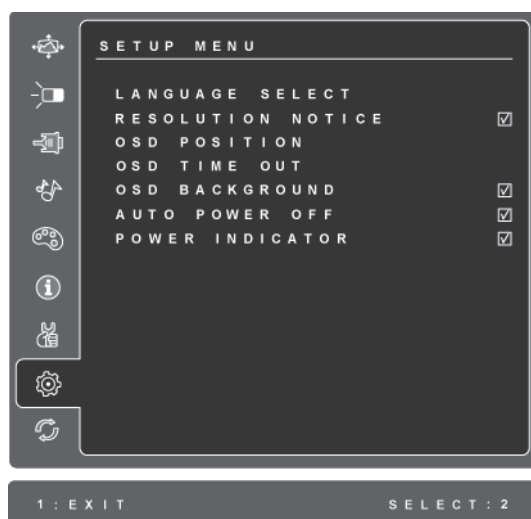 SETUP MENU
LANGUAGE SELECT
RESOLUTION NOTICE
OSD POSITION
OSD TIME OUT
OSD BACKGROUND
AUTO POWER OFF
POWER INDICATOR
1:EXIT SELECT:2